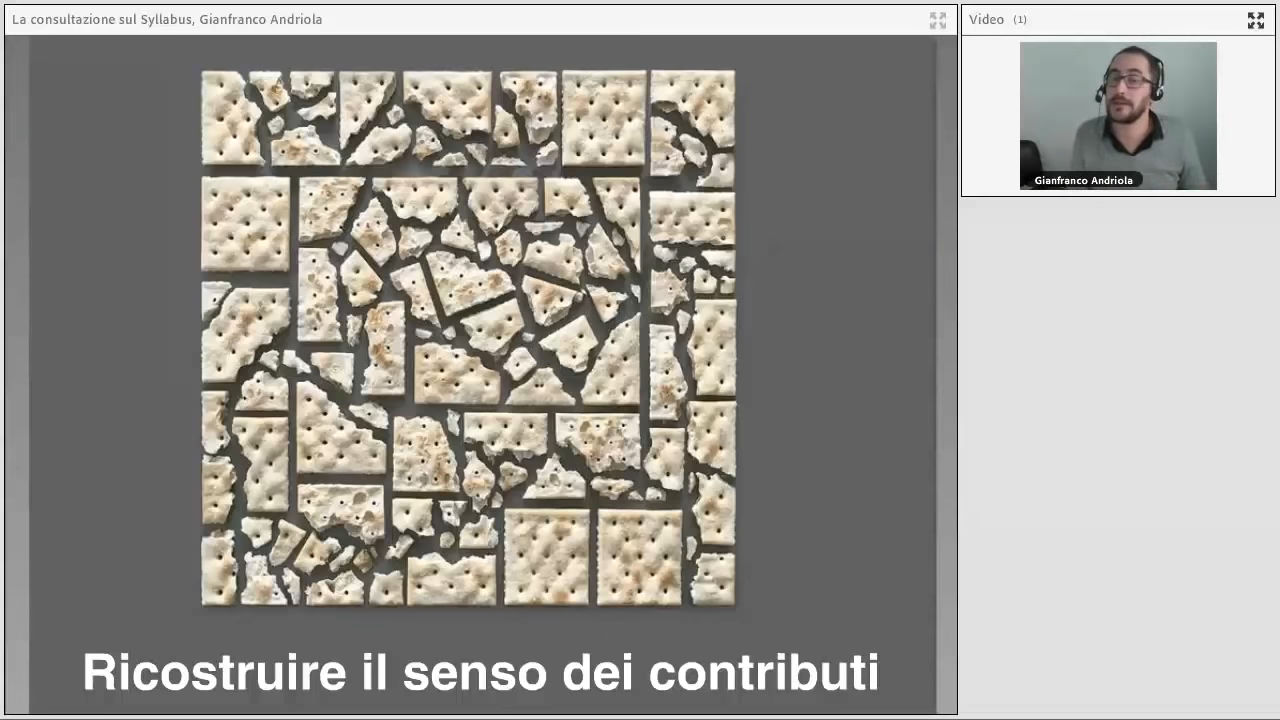 La consultazione sul Syllabus, Gianfranco Andriola
Video (1)
Gianfranco Andriola
Ricostruire il senso dei contributi